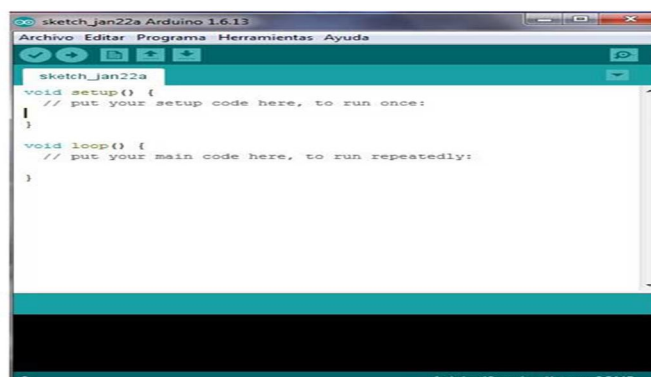 sketch_jan22a Arduino 1.6.13
Archivo Editar Programa Herramientas Ayuda
sketch_jan22a
void setup() {
// put your setup code here, to run once:
}
void loop() {
// put your main code here, to run repeatedly:
}